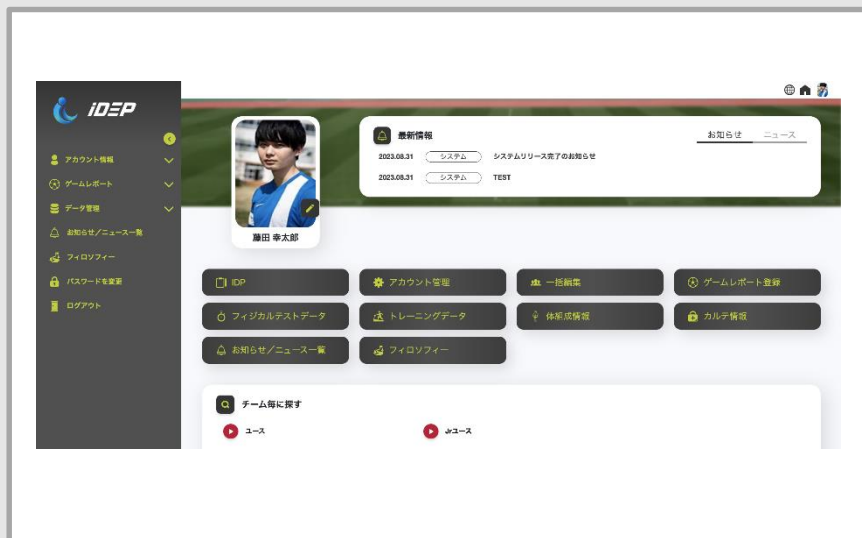 iDEP
アカウント情報
ゲームレポート
データ管理
お知らせ／ニュース一覧
フィロソフィー
パスワードを変更
ログアウト
藤田 幸太郎
最新情報
お知らせ ニュース
2023.08.31 システム システムリリース完了のお知らせ
2023.08.31 システム TEST
IDP アカウント管理 一括編集 ゲームレポート登録
フィジカルテストデータ トレーニングデータ 体組成情報 カルテ情報
お知らせ／ニュース一覧 フィロソフィー
チーム毎に探す
ユース Jrユース